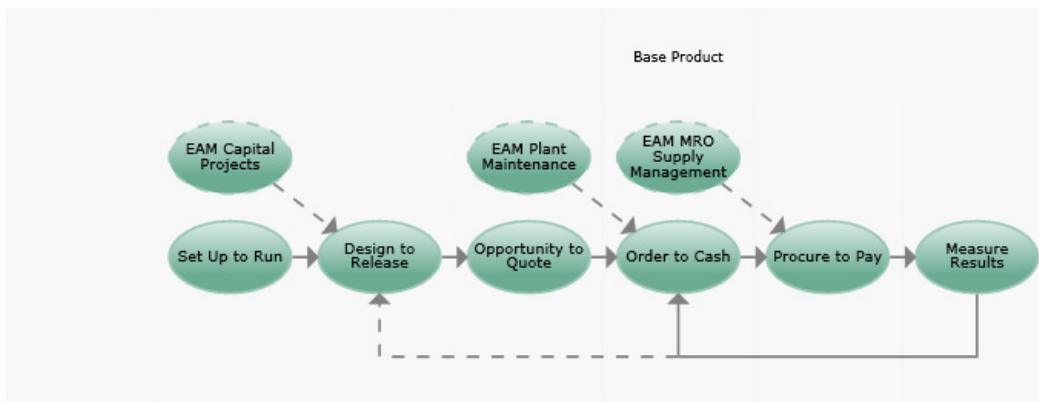 Base Product
EAM Capital
Projects
EAM Plant
Maintenance
EAM MRO
Supply
Management
Set Up to Run
Design to
Release
Opportunity to
Quote
Order to Cash
Procure to Pay
Measure
Results